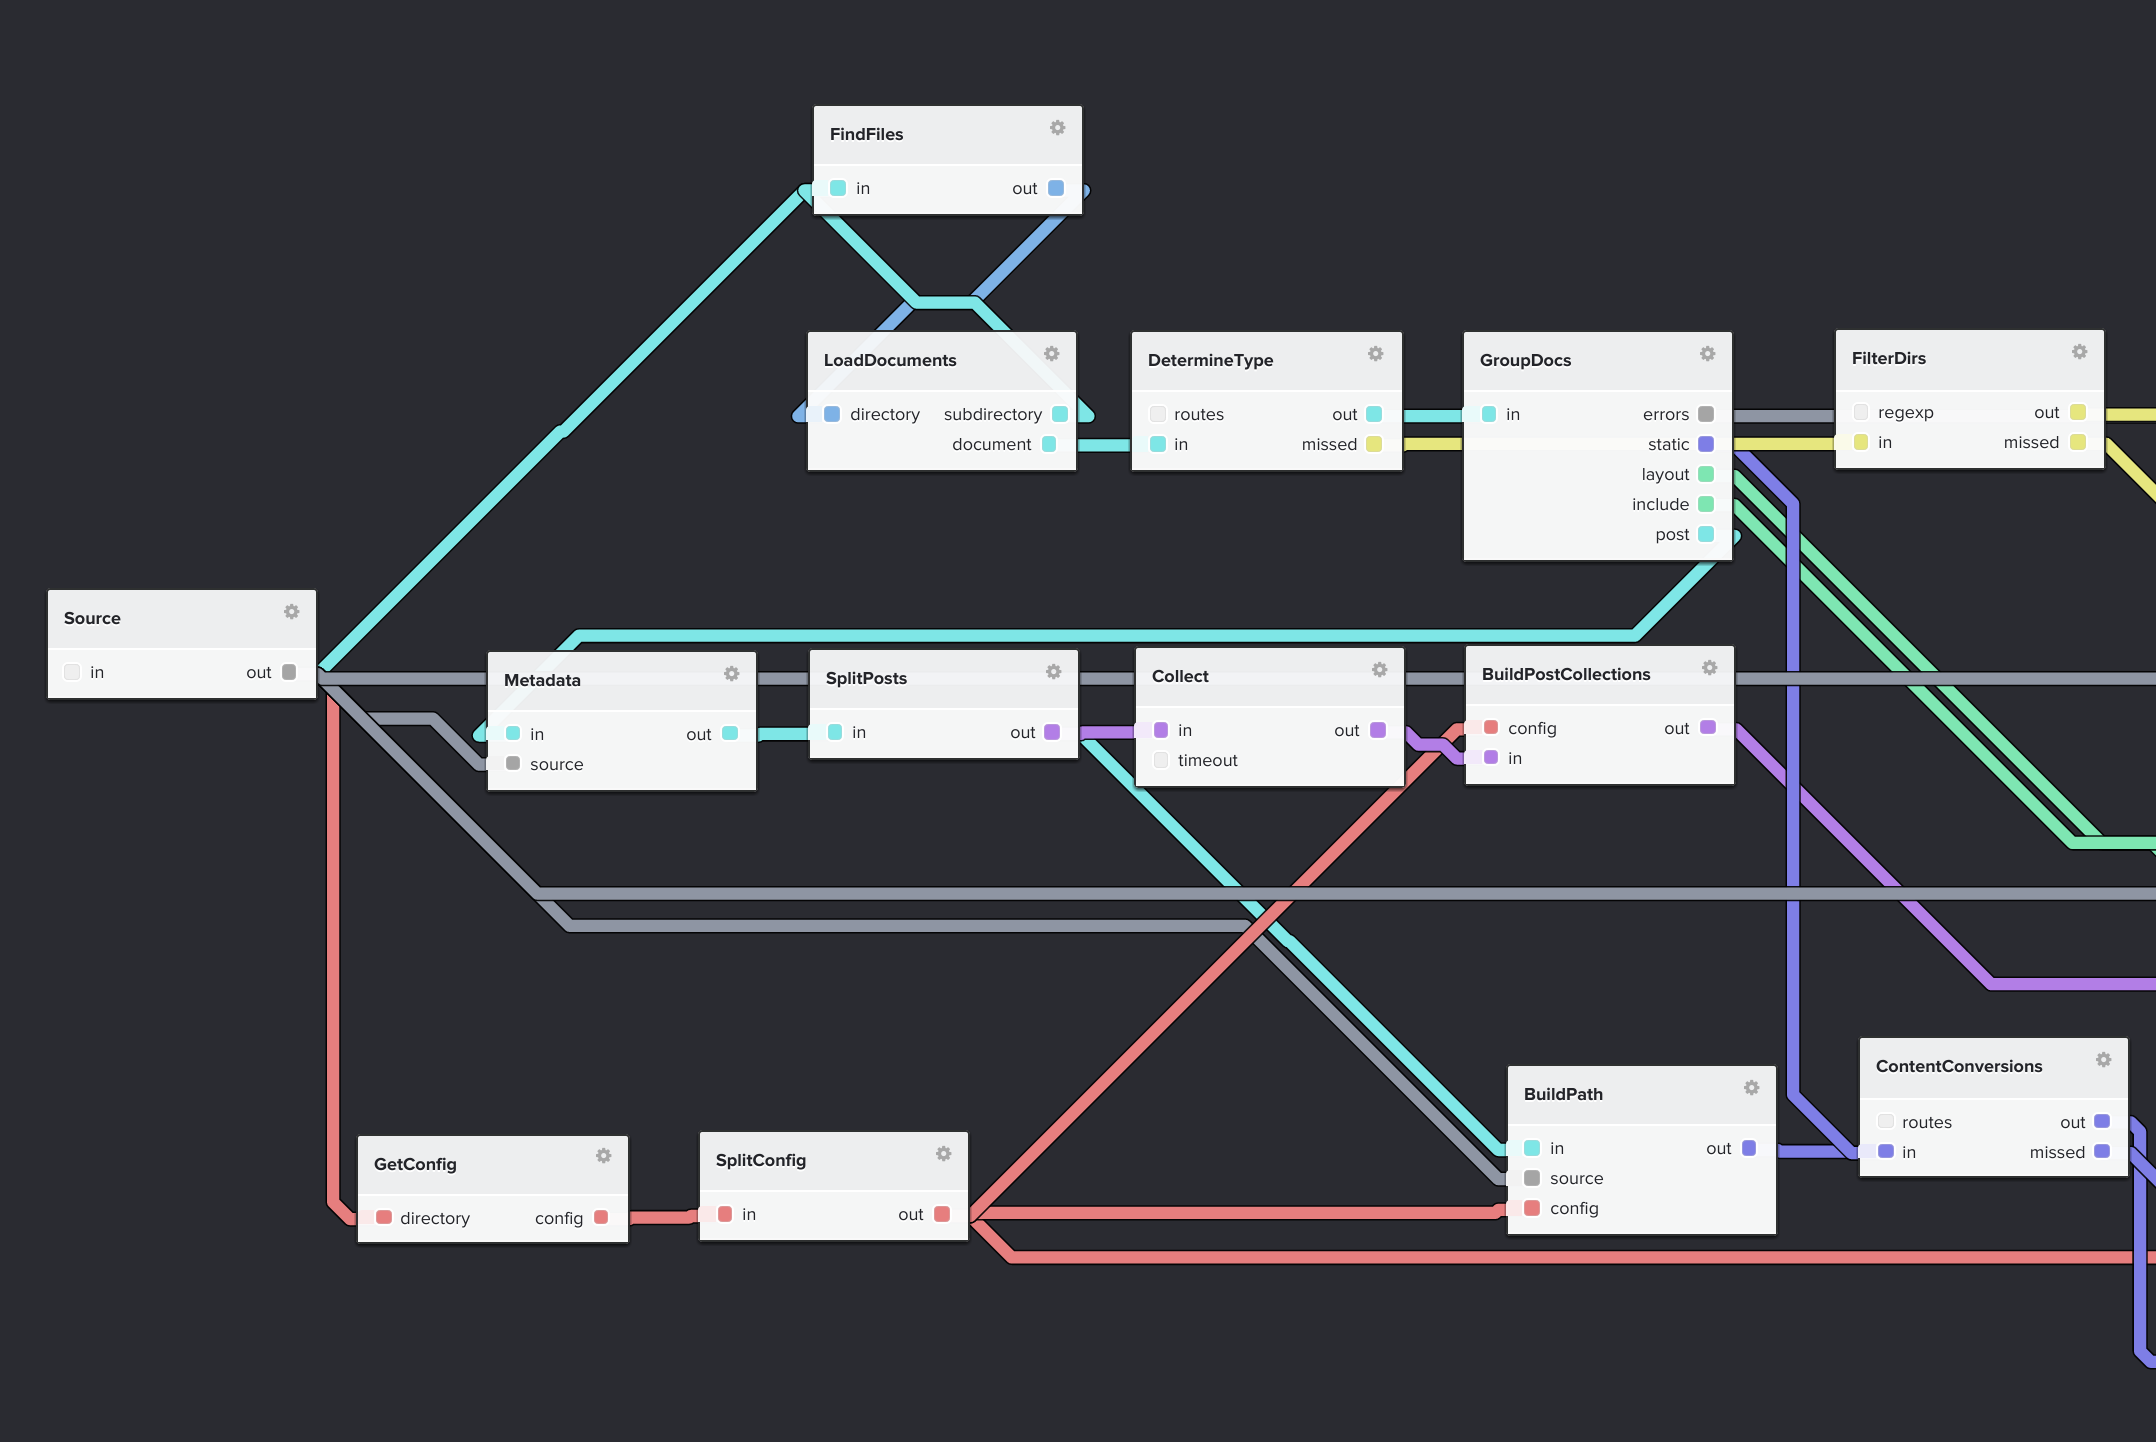 FindFiles
in out
LoadDocuments
directory subdirectory
document
DetermineType
routes out
in missed
GroupDocs
in errors
static
layout
include
post
FilterDirs
regexp out
in missed
Source
in out
Metadata
in out
source
SplitPosts
in out
Collect
in out
timeout
BuildPostCollections
config out
in
ContentConversions
routes out
in missed
BuildPath
in out
source
config
GetConfig
directory config
SplitConfig
in out